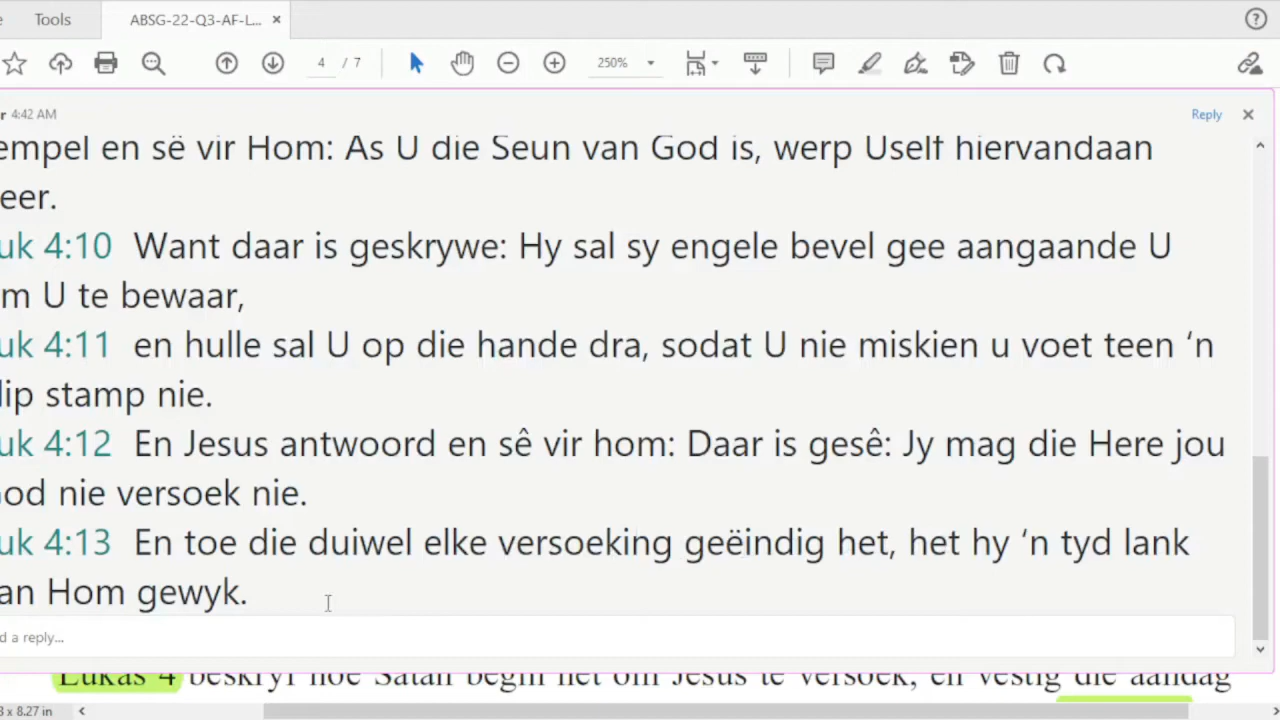 Tools ABSG-22-Q3-AF-L... ×
4 / 7 250%
4:42 AM Reply
empel en sê vir Hom: As U die Seun van God is, werp Uself hiervandaan
eer.
uk 4:10 Want daar is geskrywe: Hy sal sy engele bevel gee aangaande U
m U te bewaar,
uk 4:11 en hulle sal U op die hande dra, sodat U nie miskien u voet teen ‘n
lip stamp nie.
uk 4:12 En Jesus antwoord en sê vir hom: Daar is gesê: Jy mag die Here jou
od nie versoek nie.
uk 4:13 En toe die duiwel elke versoeking geëindig het, het hy ‘n tyd lank
an Hom gewyk.
d a reply...
Lukas 4 beskryf hoe Satan begin het om Jesus te versoek, en vestig die aandag
x 8.27 in